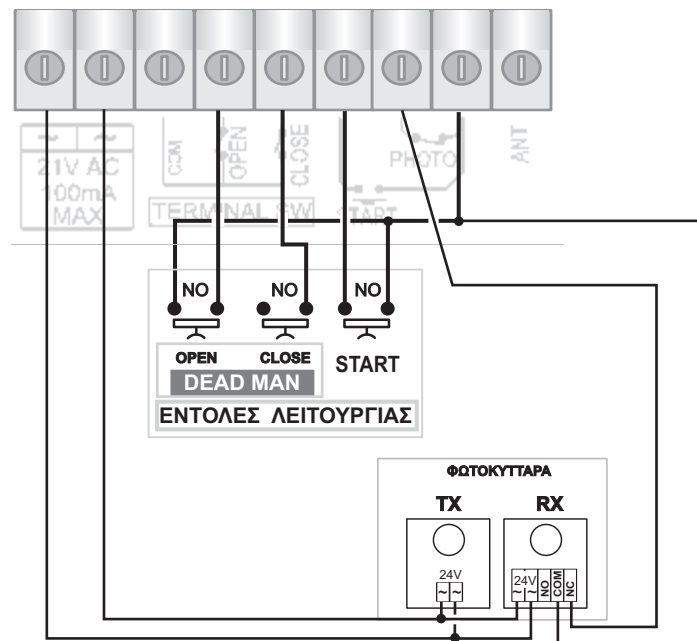 ~ ~
21V AC
100mA
MAX
COM
OPEN
CLOSE
TERMINAL SW
START
PHOTO
ANT
NO NO NO
OPEN CLOSE START
DEAD MAN
ΕΝΤΟΛΕΣ ΛΕΙΤΟΥΡΓΙΑΣ
ΦΩΤΟΚΥΤΤΑΡΑ
TX RX
24V
~ ~
24V
~ ~
NO
COM
NC